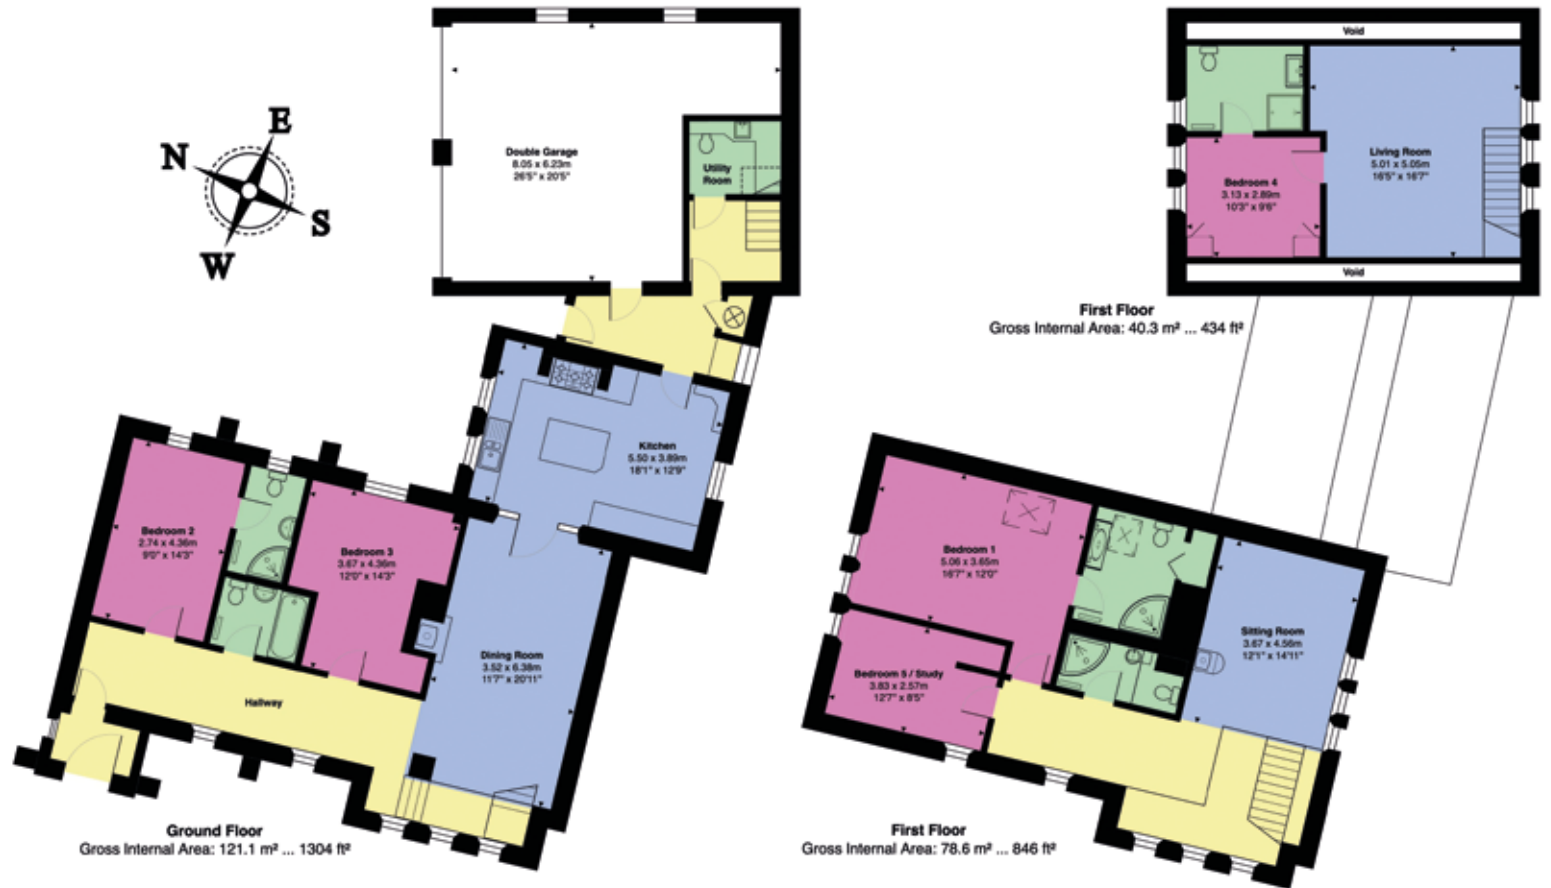 E
N
S
W
Double Garage
8.05 x 6.23m
26'5" x 20'5"
Utility
Room
Kitchen
5.50 x 3.89m
18'1" x 12'9"
Bedroom 2
2.74 x 4.36m
9'0" x 14'3"
Bedroom 3
3.67 x 4.36m
12'0" x 14'3"
Dining Room
3.52 x 6.38m
11'7" x 20'11"
Hallway
Ground Floor
Gross Internal Area: 121.1 m² ... 1304 ft²
Void
Living Room
5.01 x 5.05m
16'5" x 16'7"
Bedroom 4
3.13 x 2.89m
10'3" x 9'6"
Void
First Floor
Gross Internal Area: 40.3 m² ... 434 ft²
Bedroom 1
5.06 x 3.65m
16'7" x 12'0"
Sitting Room
3.67 x 4.56m
12'1" x 14'11"
Bedroom 5 / Study
3.83 x 2.57m
12'7" x 8'5"
First Floor
Gross Internal Area: 78.6 m² ... 846 ft²